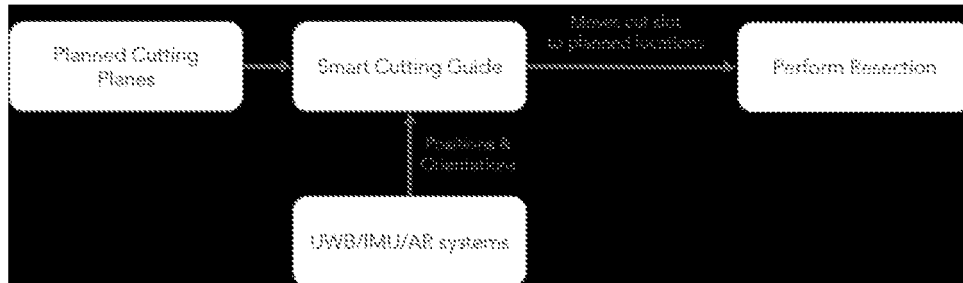 Planned Cutting
Planes
Smart Cutting Guide
Moves cut slot
to planned locations
Perform Resection
Positions &
Orientations
UWB/IMU/AR systems